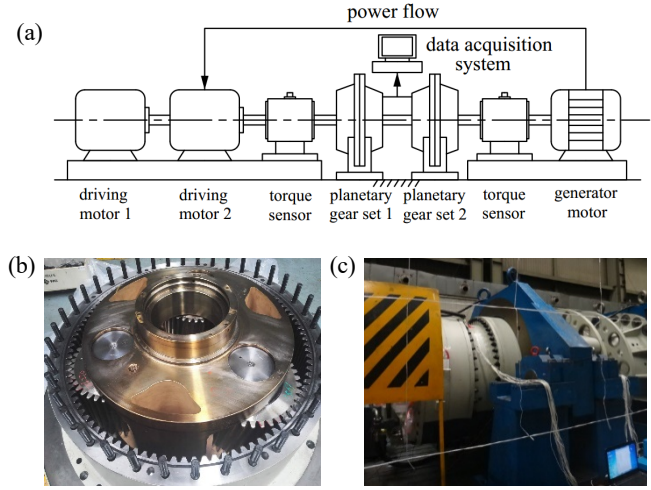 (a)
power flow
data acquisition
system
driving
motor 1
driving
motor 2
torque
sensor
planetary
gear set 1
planetary
gear set 2
torque
sensor
generator
motor
(b)
(c)